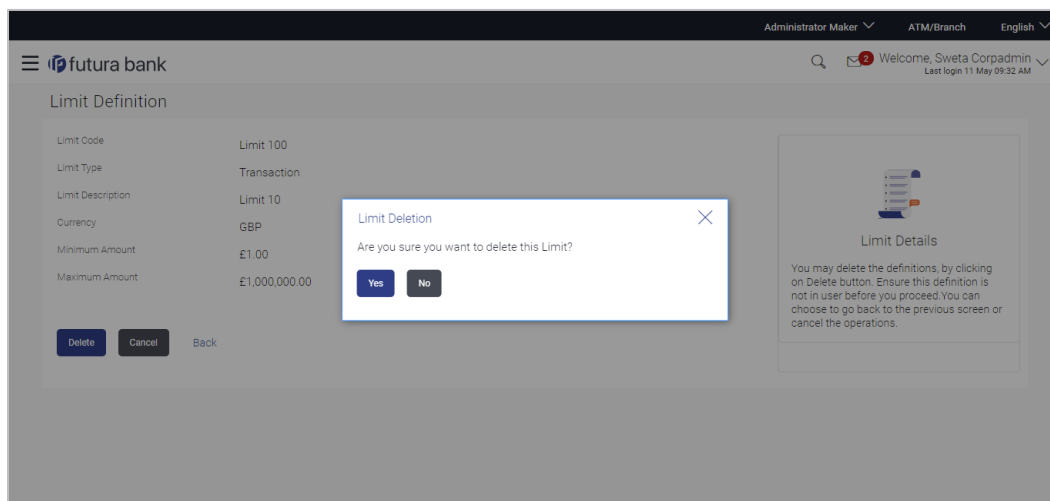 Administrator Maker ATM/Branch English
futura bank
2 Welcome, Sweta Corpadmin
Last login 11 May 09:32 AM
Limit Definition
Limit Code Limit 100
Limit Type Transaction
Limit Description Limit 10
Currency GBP
Minimum Amount £1.00
Maximum Amount £1,000,000.00
Delete Cancel Back
Limit Deletion
Are you sure you want to delete this Limit?
Yes No
Limit Details
You may delete the definitions, by clicking
on Delete button. Ensure this definition is
not in user before you proceed.You can
choose to go back to the previous screen or
cancel the operations.